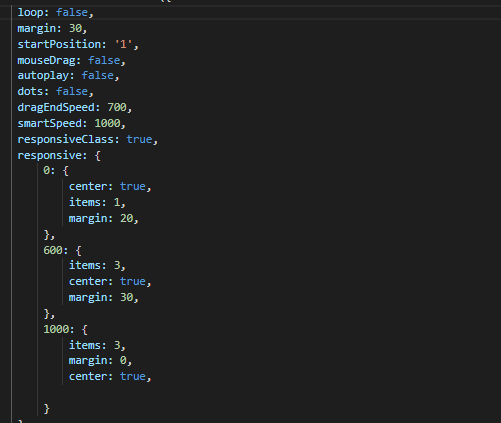 loop: false,
margin: 30,
startPosition: '1',
mouseDrag: false,
autoplay: false,
dots: false,
dragEndSpeed: 700,
smartSpeed: 1000,
responsiveClass: true,
responsive: {
0: {
center: true,
items: 1,
margin: 20,
},
600: {
items: 3,
center: true,
margin: 30,
},
1000: {
items: 3,
margin: 0,
center: true,
}